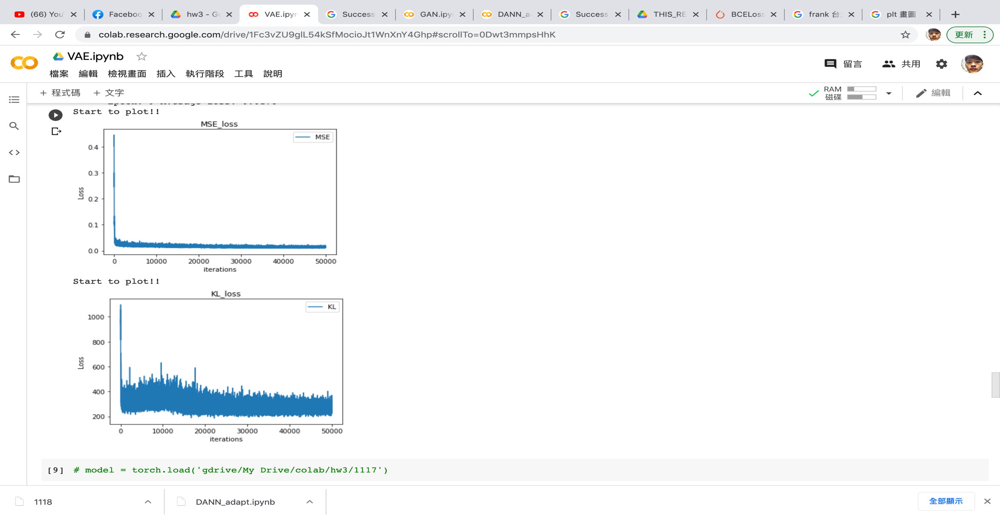 (66) You
Faceboo
hw3 - Go
VAE.ipyn
Success
GAN.ipy
DANN_a
Success
THIS_RE
BCELoss
frank 台
plt 畫圖
colab.research.google.com/drive/1Fc3vZU9glL54kSfMocioJt1WnXnY4Ghp#scrollTo=0Dwt3mmpsHhK
更新
VAE.ipynb
留言 共用
檔案 編輯 檢視畫面 插入 執行階段 工具 說明
+ 程式碼 + 文字
RAM
磁碟
編輯
Start to plot!!
MSE_loss
MSE
0.4
0.3
0.2
0.1
0.0
Loss
0 10000 20000 30000 40000 50000
iterations
Start to plot!!
KL_loss
KL
1000
800
600
400
200
Loss
0 10000 20000 30000 40000 50000
iterations
[9] # model = torch.load('gdrive/My Drive/colab/hw3/1117')
1118
DANN_adapt.ipynb
全部顯示